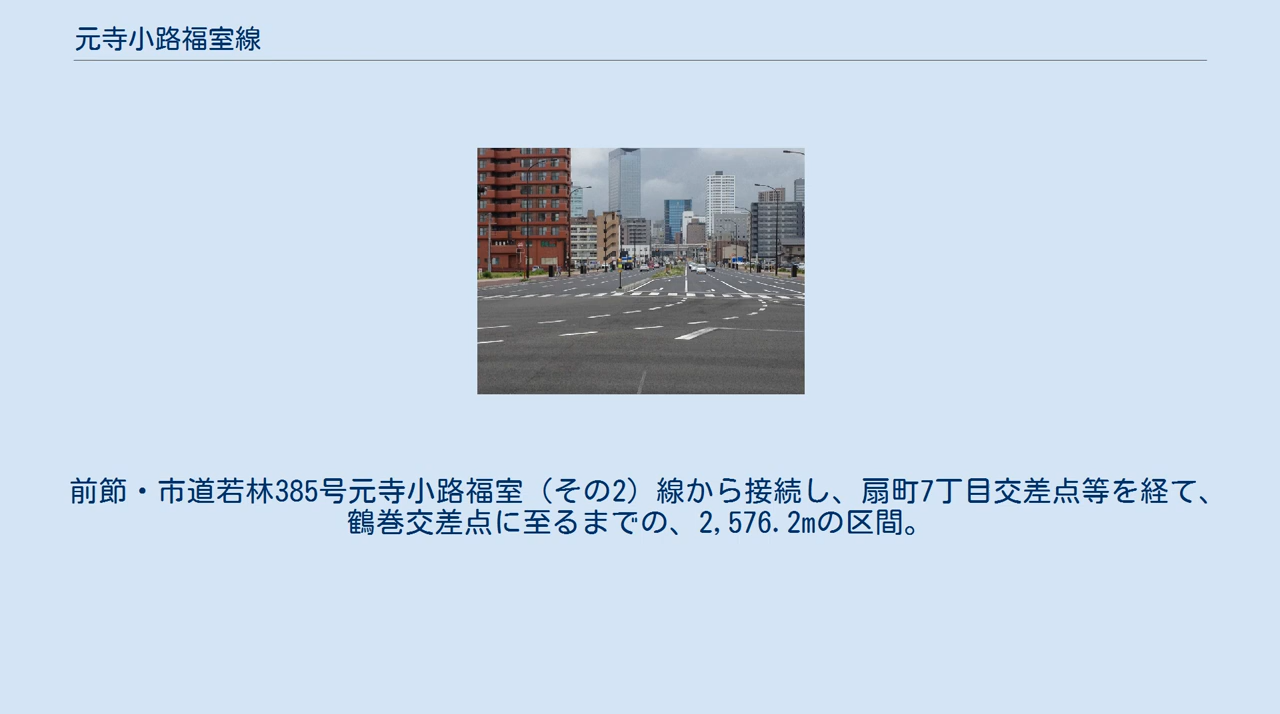 元寺小路福室線
前節・市道若林385号元寺小路福室（その2）線から接続し、扇町7丁目交差点等を経て、
鶴巻交差点に至るまでの、2,576.2mの区間。